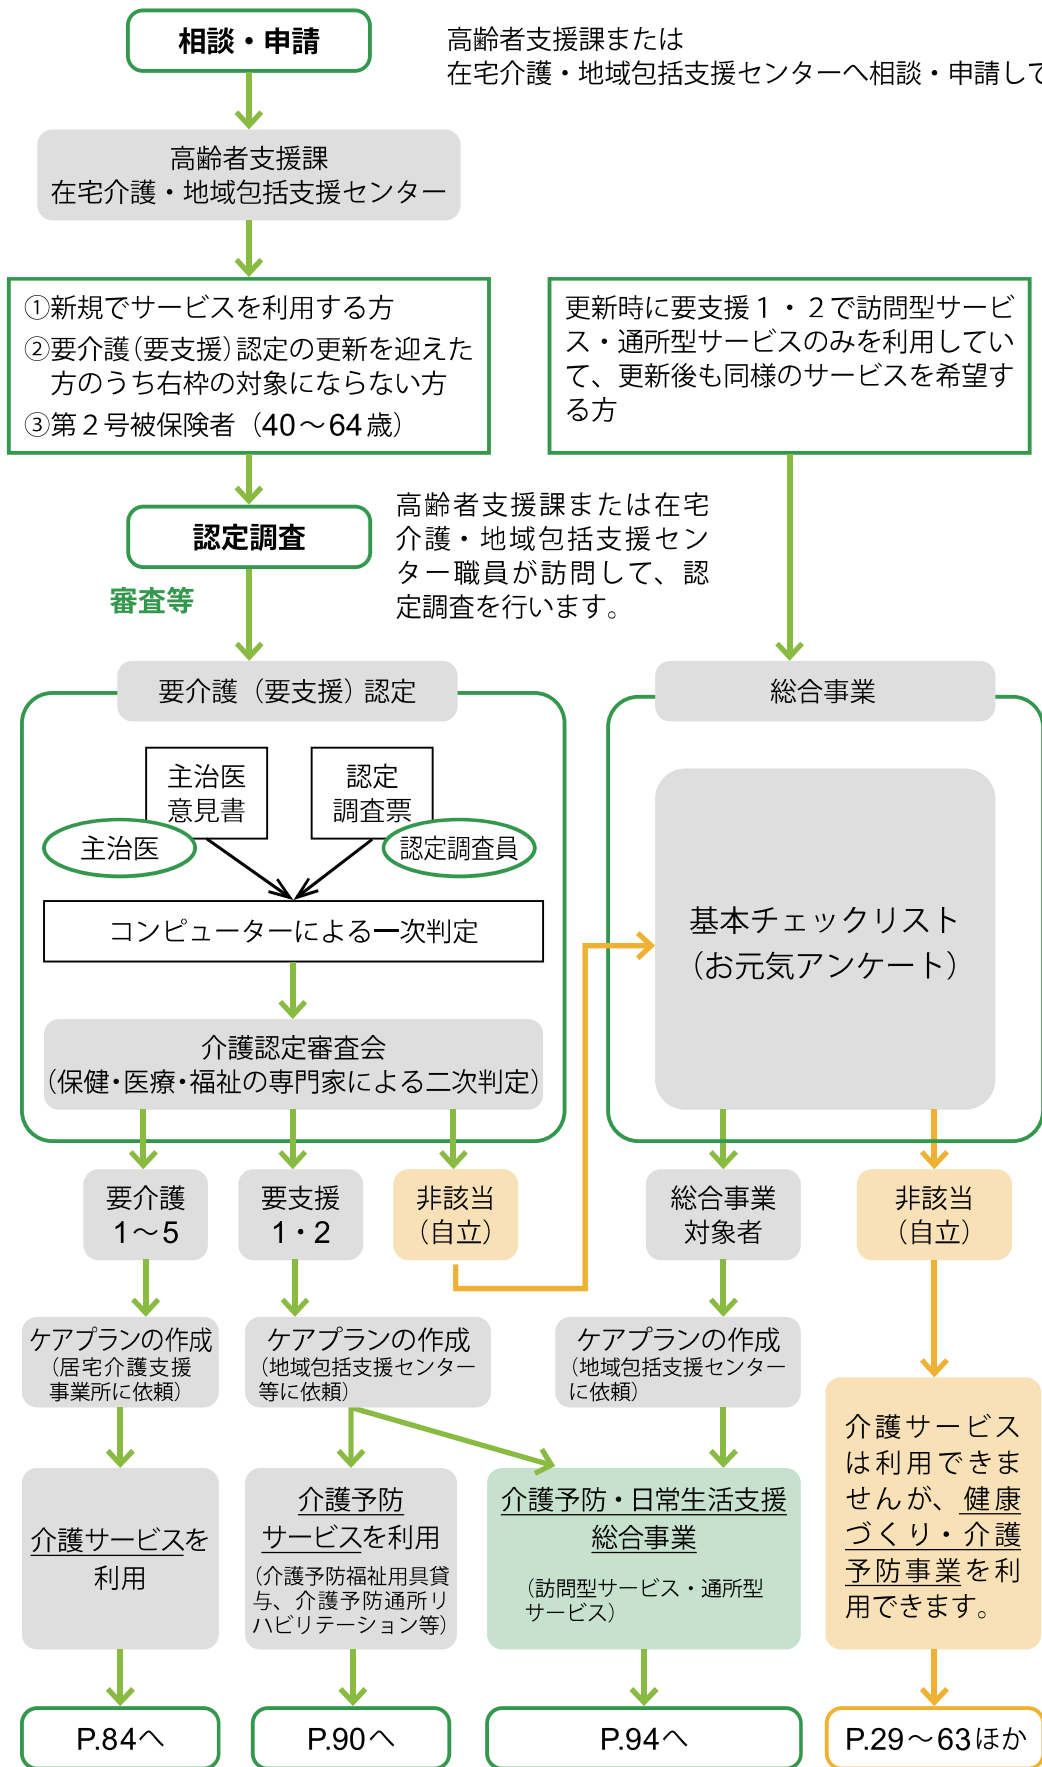 相談・申請
高齢者支援課または
在宅介護・地域包括支援センターへ相談・申請して
高齢者支援課
在宅介護・地域包括支援センター
①新規でサービスを利用する方
②要介護(要支援)認定の更新を迎えた
方のうち右枠の対象にならない方
③第２号被保険者（40～64歳）
更新時に要支援１・２で訪問型サービ
ス・通所型サービスのみを利用してい
て、更新後も同様のサービスを希望す
る方
認定調査
高齢者支援課または在宅
介護・地域包括支援セン
ター職員が訪問して、認
定調査を行います。
審査等
要介護（要支援）認定
主治医
意見書
主治医
認定
調査票
認定調査員
コンピューターによる一次判定
介護認定審査会
（保健・医療・福祉の専門家による二次判定）
総合事業
基本チェックリスト
（お元気アンケート）
要介護
1～5
要支援
1・2
非該当
（自立）
総合事業
対象者
非該当
（自立）
ケアプランの作成
（居宅介護支援
事業所に依頼）
ケアプランの作成
（地域包括支援センター
等に依頼）
ケアプランの作成
（地域包括支援センター
に依頼）
介護サービスを
利用
介護予防
サービスを利用
（介護予防福祉用具貸
与、介護予防通所リ
ハビリテーション等）
介護予防・日常生活支援
総合事業
（訪問型サービス・通所型
サービス）
介護サービス
は利用できま
せんが、健康
づくり・介護
予防事業を利
用できます。
P.84へ
P.90へ
P.94へ
P.29～63ほか